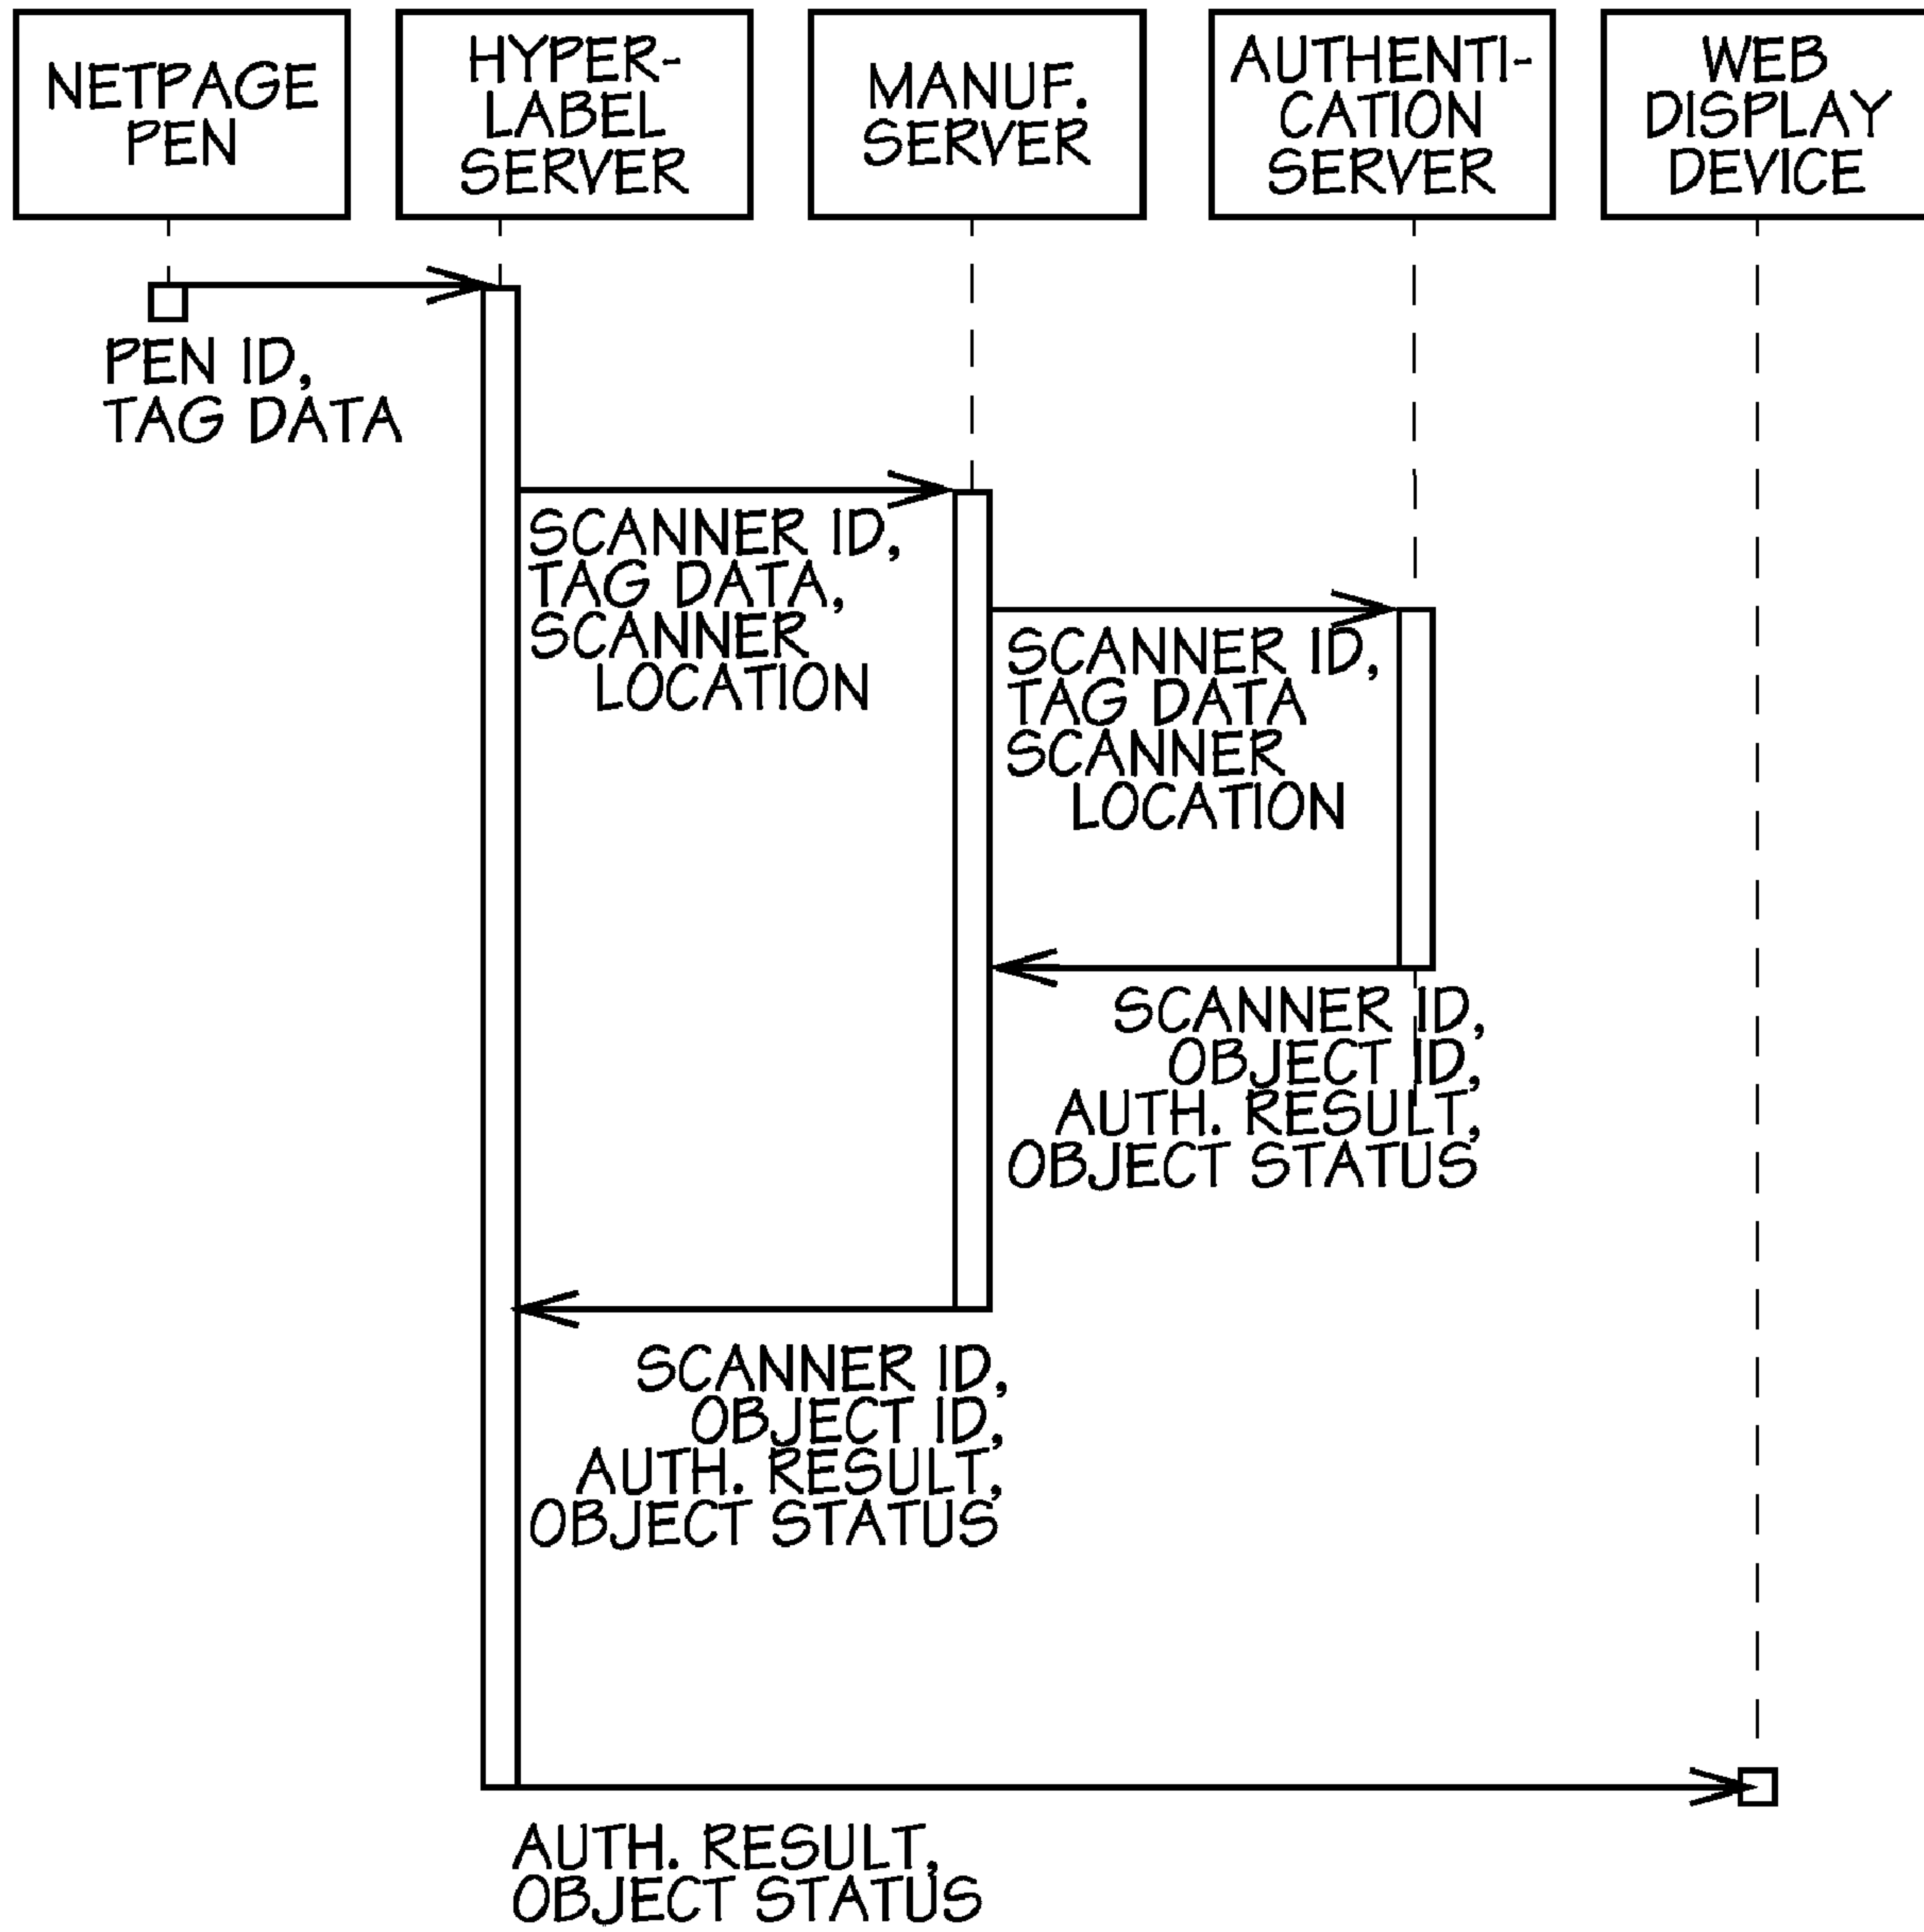 NETPAGE
PEN
HYPER-
LABEL
SERVER
MANUF.
SERVER
AUTHENTI-
CATION
SERVER
WEB
DISPLAY
DEVICE
PEN ID,
TAG DATA
SCANNER ID,
TAG DATA,
SCANNER
LOCATION
SCANNER ID,
TAG DATA
SCANNER
LOCATION
SCANNER ID,
OBJECT ID,
AUTH. RESULT,
OBJECT STATUS
SCANNER ID,
OBJECT ID,
AUTH. RESULT,
OBJECT STATUS
AUTH. RESULT,
OBJECT STATUS